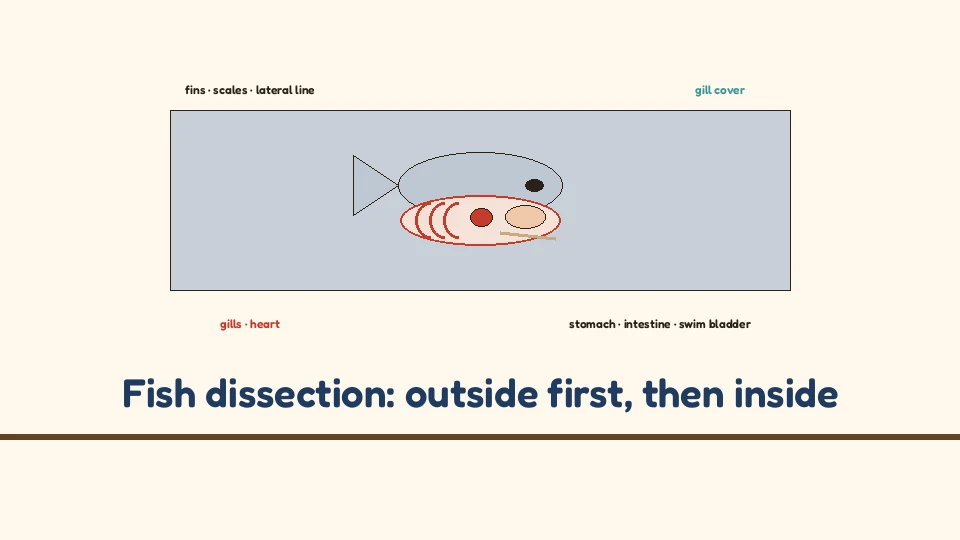 fins · scales · lateral line
gill cover
gills · heart
stomach · intestine · swim bladder
Fish dissection: outside first, then inside